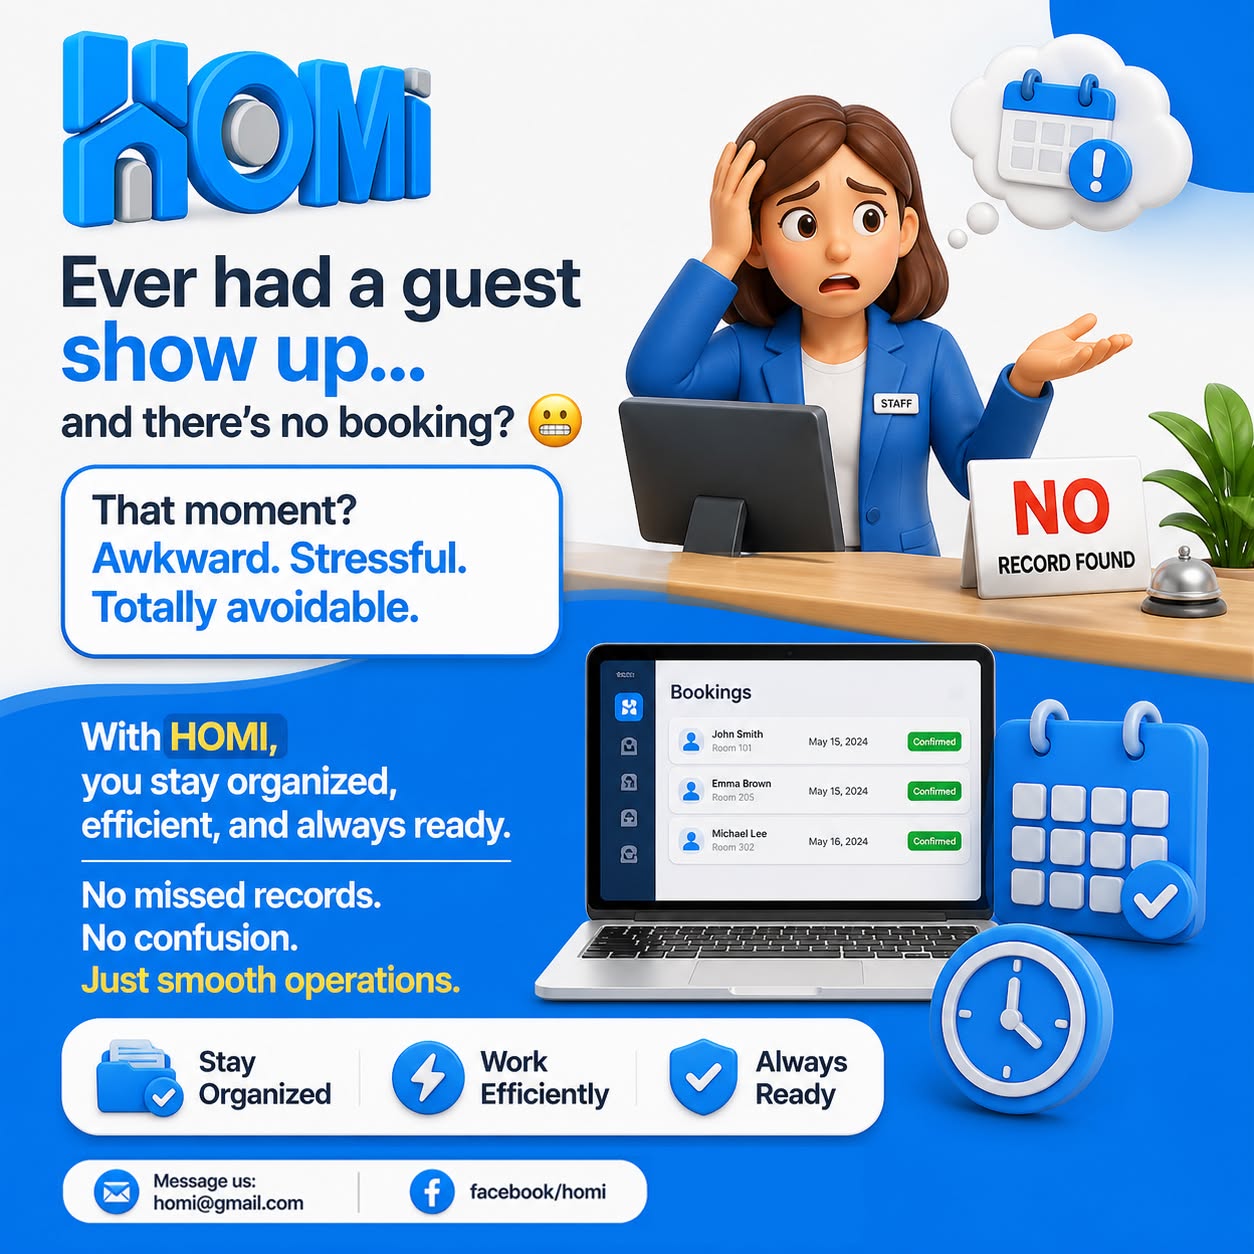 HOMi
Ever had a guest
show up...
and there's no booking? 😬
That moment?
Awkward. Stressful.
Totally avoidable.
STAFF
NO
RECORD FOUND
With HOMI,
you stay organized,
efficient, and always ready.
No missed records.
No confusion.
Just smooth operations.
Bookings
John Smith
Room 101
May 15, 2024
Confirmed
Emma Brown
Room 205
May 15, 2024
Confirmed
Michael Lee
Room 302
May 16, 2024
Confirmed
Stay
Organized
Work
Efficiently
Always
Ready
Message us:
homi@gmail.com
facebook/homi